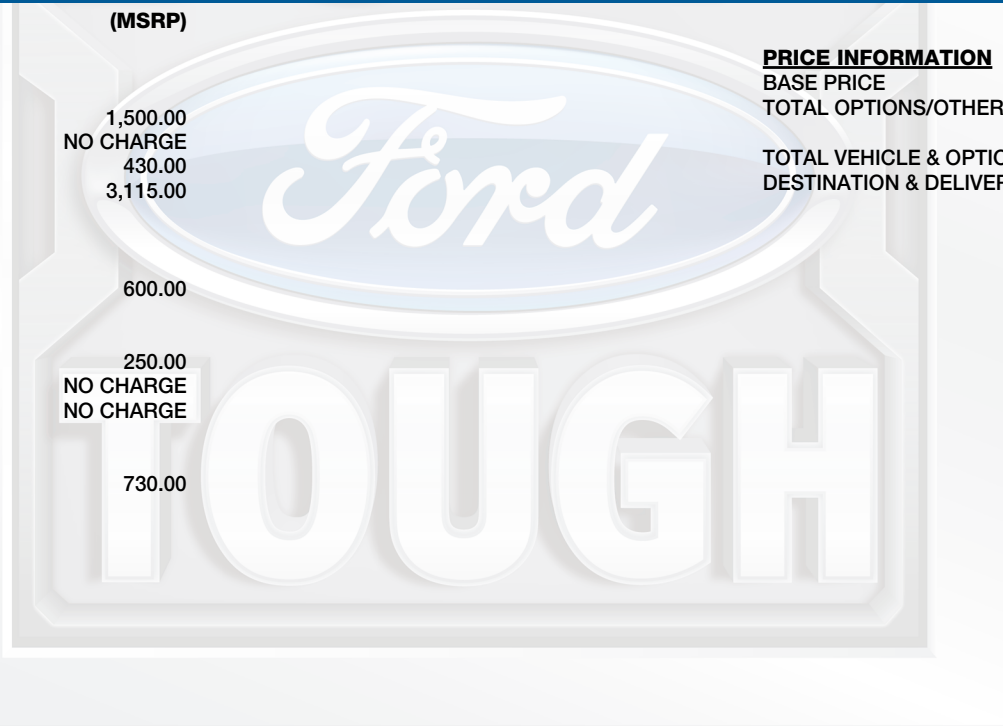 (MSRP)
1,500.00
NO CHARGE
430.00
3,115.00
600.00
250.00
NO CHARGE
NO CHARGE
730.00
PRICE INFORMATION
BASE PRICE
TOTAL OPTIONS/OTHER
TOTAL VEHICLE & OPTIO
DESTINATION & DELIVER
Ford
TOUGH